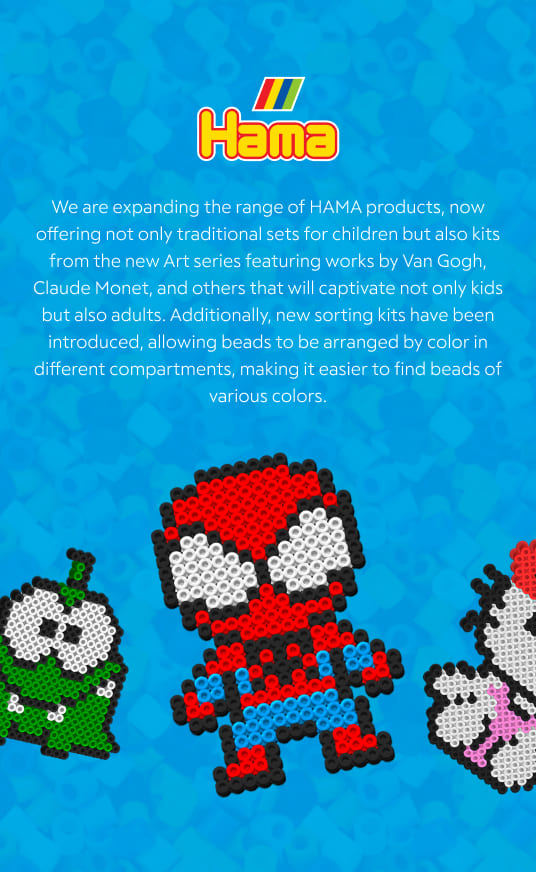 Hama
We are expanding the range of HAMA products, now
offering not only traditional sets for children but also kits
from the new Art series featuring works by Van Gogh,
Claude Monet, and others that will captivate not only kids
but also adults. Additionally, new sorting kits have been
introduced, allowing beads to be arranged by color in
different compartments, making it easier to find beads of
various colors.